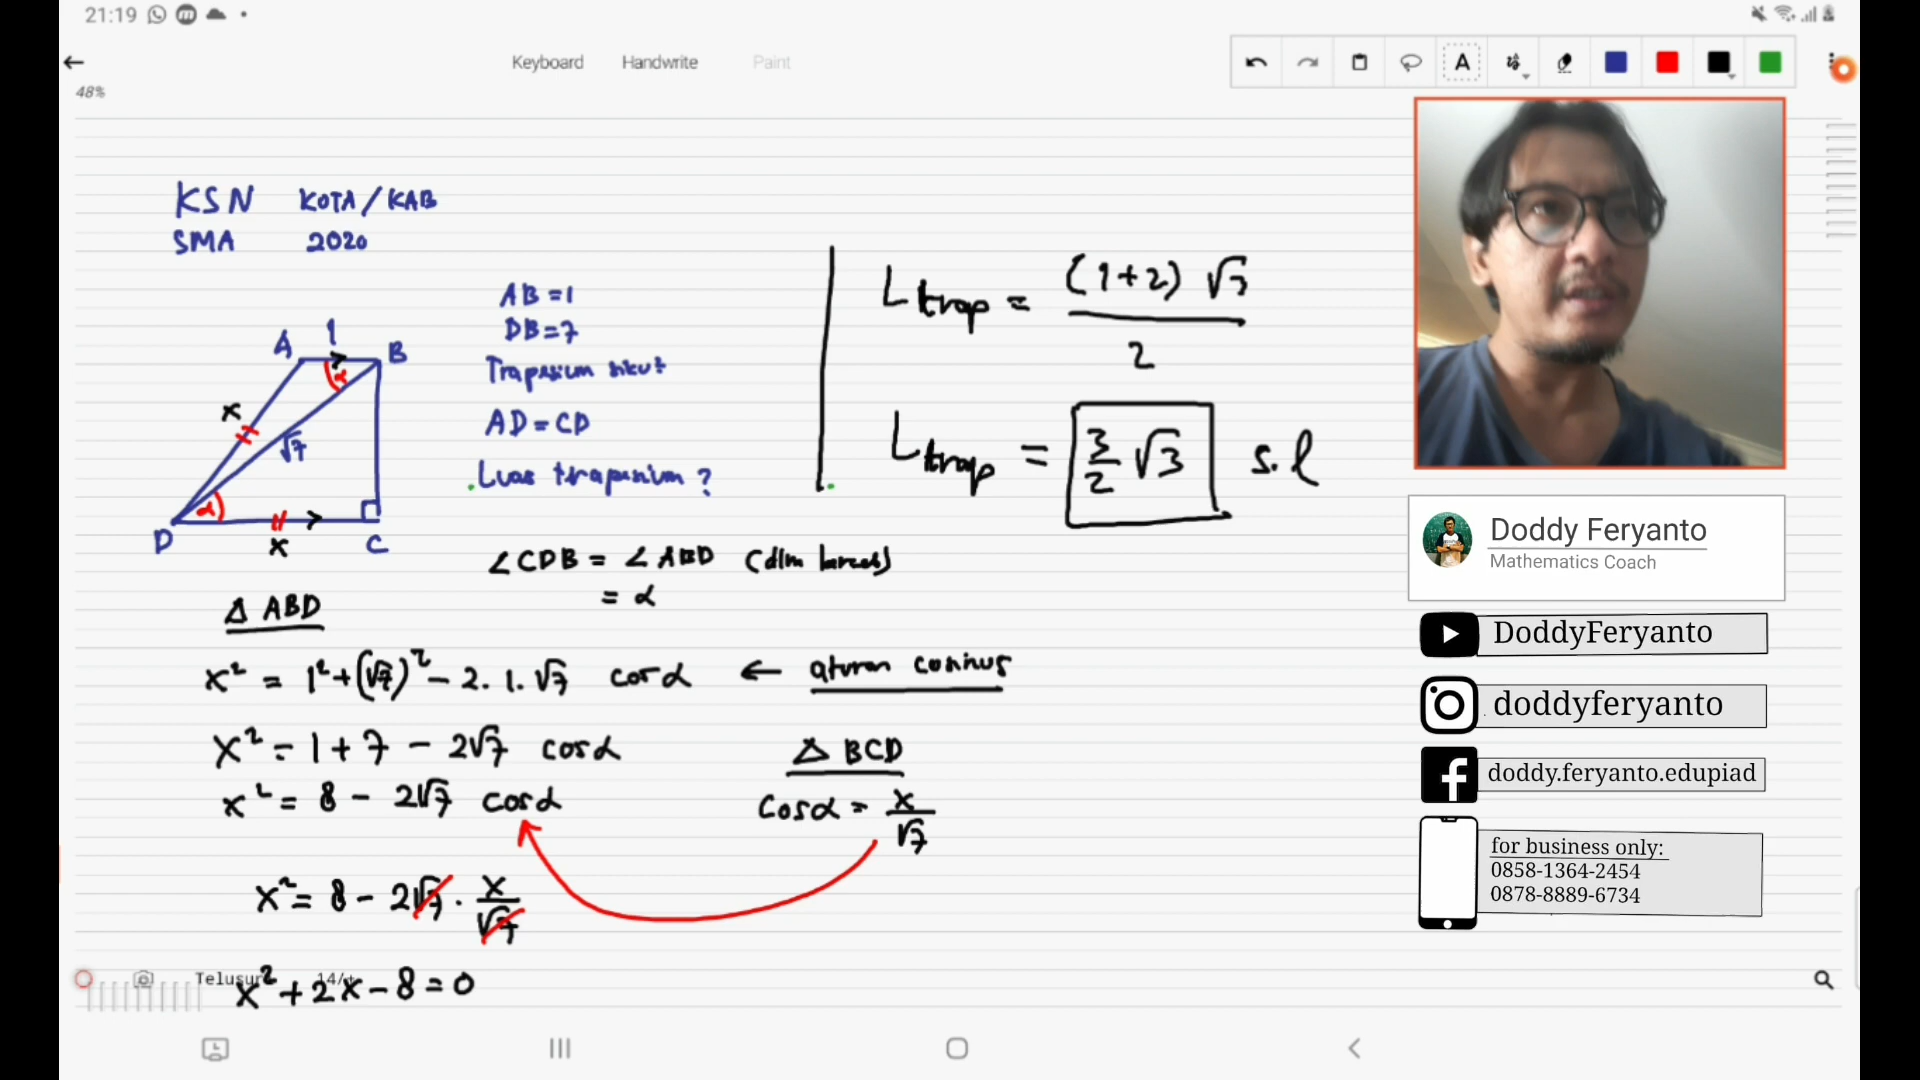 21:19
Keyboard Handwrite Paint
A
48%
KSN KOTA/KAB
SMA 2020
AB = 1
DB = 7
Trapesium siku²
AD = CD
Luas trapesium ?
A 1 B
α
x
√7
α
D x C
L trap = (1+2) √3
2
L trap = 3/2 √3 s.l
∠CDB = ∠ABD (dlm berses)
= α
Δ ABD
x² = 1² + (√7)² - 2. 1. √7 cos α ← aturan cosinus
x² = 1 + 7 - 2√7 cos α
x² = 8 - 2√7 cos α
Δ BCD
cos α = x/√7
x² = 8 - 2√7 . x/√7
Telusur 14/
x² + 2x - 8 = 0
Doddy Feryanto
Mathematics Coach
DoddyFeryanto
doddyferyanto
doddy.feryanto.edupiad
for business only:
0858-1364-2454
0878-8889-6734